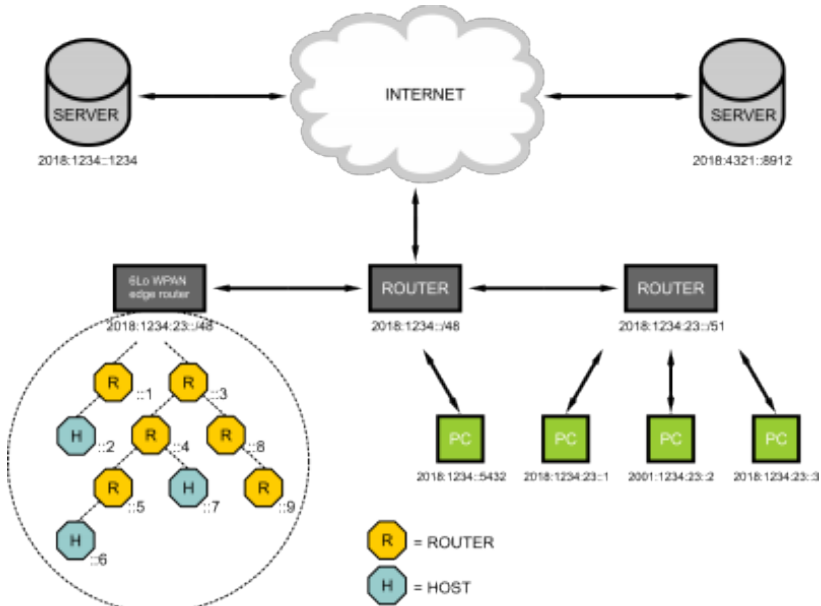 INTERNET
SERVER
2018:1234::1234
SERVER
2018:4321::8912
6Lo WPAN
edge router
2018:1234:23::/48
ROUTER
2018:1234::/48
ROUTER
2018:1234:23::/51
R
::1
R
::3
H
::2
R
::4
R
::8
R
::5
H
::7
R
::9
H
::6
PC
2018:1234::5432
PC
2018:1234:23::1
PC
2001:1234:23::2
PC
2018:1234:23::3
R = ROUTER
H = HOST